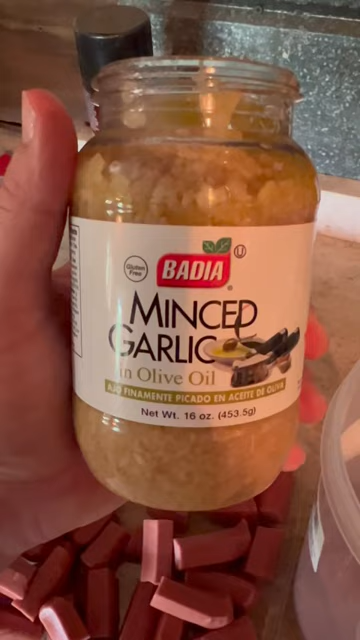 U
Gluten
Free
BADIA
®
MINCED
GARLIC
in Olive Oil
AJO FINAMENTE PICADO EN ACEITE DE OLIVA
Net Wt. 16 oz. (453.5g)